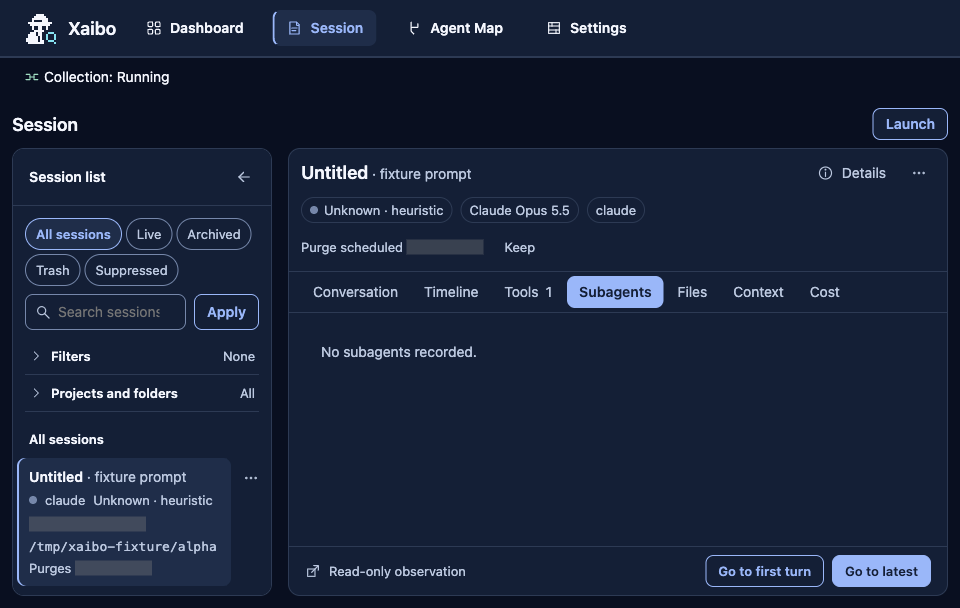 Xaibo
Dashboard
Session
Agent Map
Settings
Collection: Running
Session
Launch
Session list
All sessions
Live
Archived
Trash
Suppressed
Search sessions
Apply
Filters
None
Projects and folders
All
All sessions
Untitled · fixture prompt
claude Unknown · heuristic
/tmp/xaibo-fixture/alpha
Purges
Untitled · fixture prompt
Details
Unknown · heuristic
Claude Opus 5.5
claude
Purge scheduled
Keep
Conversation
Timeline
Tools 1
Subagents
Files
Context
Cost
No subagents recorded.
Read-only observation
Go to first turn
Go to latest